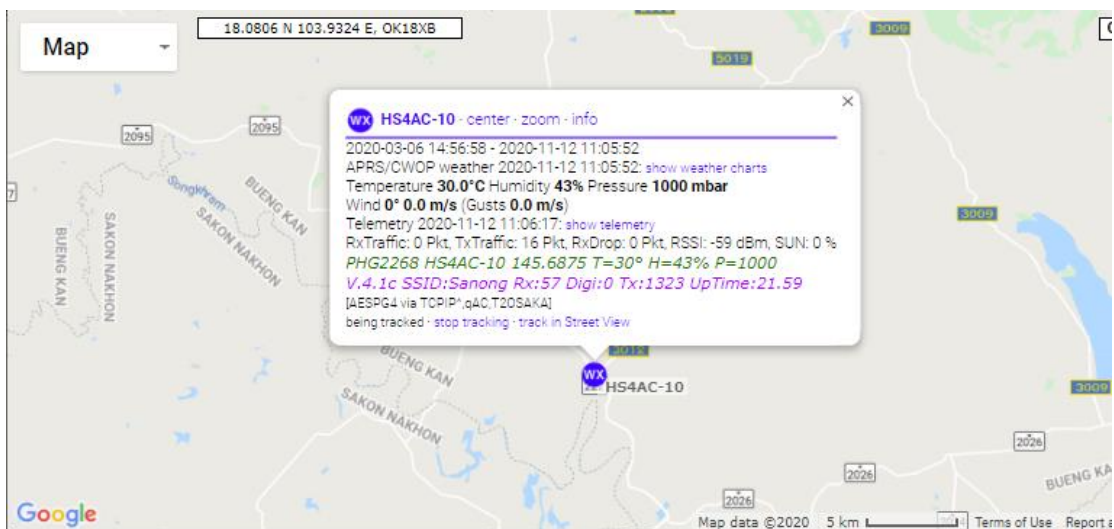 Map
18.0806 N 103.9324 E, OK18XB
3009
5019
2095
2095
Songkhram
BUENG KAN
SAKON NAKHON
BUENG KAN
SAKON NAKHON
WX HS4AC-10 · center · zoom · info
2020-03-06 14:56:58 - 2020-11-12 11:05:52
APRS/CWOP weather 2020-11-12 11:05:52: show weather charts
Temperature 30.0°C Humidity 43% Pressure 1000 mbar
Wind 0° 0.0 m/s (Gusts 0.0 m/s)
Telemetry 2020-11-12 11:06:17: show telemetry
RxTraffic: 0 Pkt, TxTraffic: 16 Pkt, RxDrop: 0 Pkt, RSSI: -59 dBm, SUN: 0 %
PHG2268 HS4AC-10 145.6875 T=30° H=43% P=1000
V.4.1c SSID:Sanong Rx:57 Digi:0 Tx:1323 UpTime:21.59
[AESPG4 via TCPIP*,qAC,T2OSAKA]
being tracked · stop tracking · track in Street View
3009
3012
BUENG KAN
SAKON NAKHON
WX
HS4AC-10
3009
2026
2026
BUENG KA
2026
Google
Map data ©2020
5 km
Terms of Use
Report a